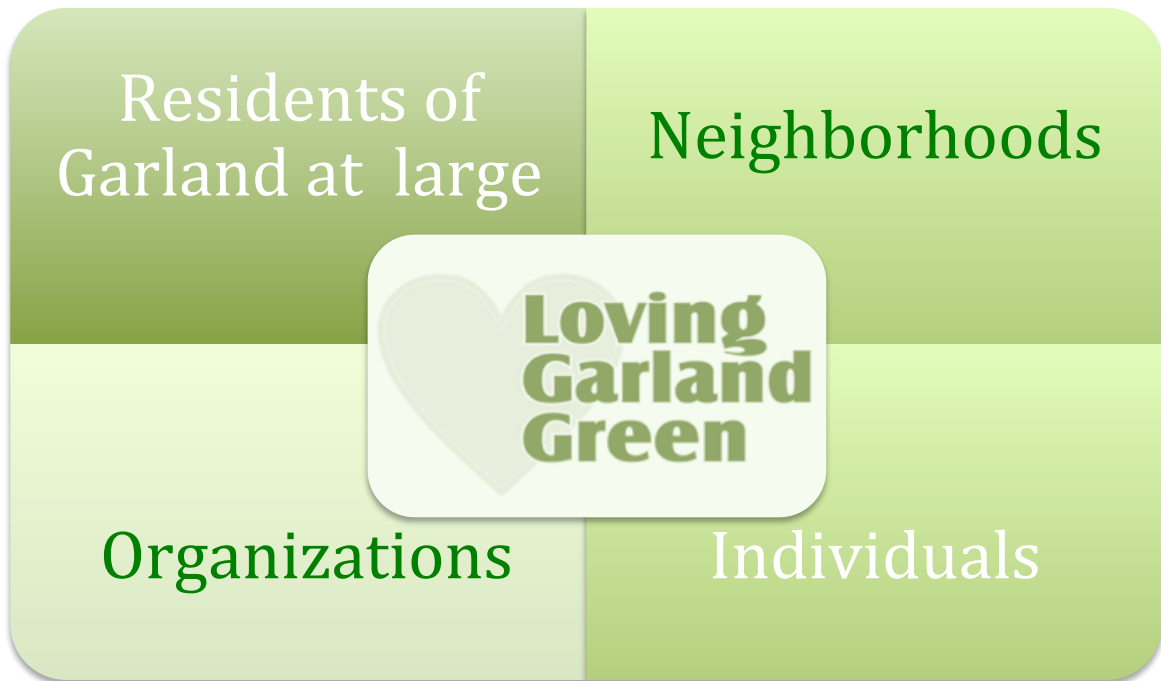 Residents of
Garland at  large
Neighborhoods
Loving
Garland
Green
Organizations
Individuals